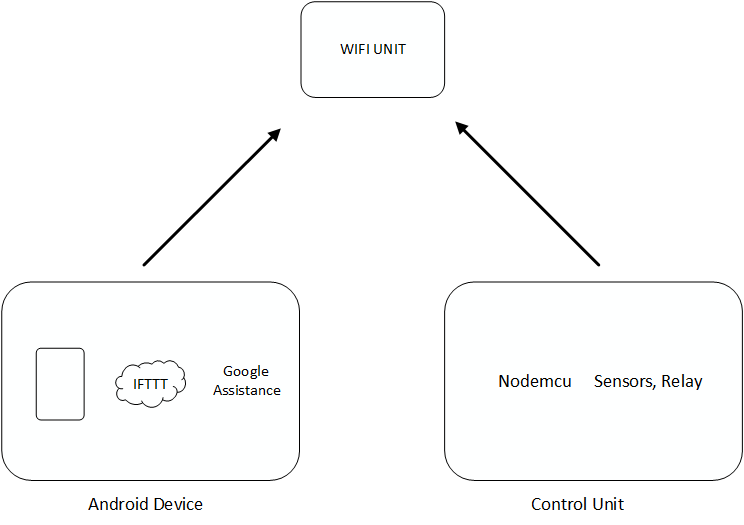 WIFI UNIT
IFTTT
Google
Assistance
Nodemcu Sensors, Relay
Android Device
Control Unit